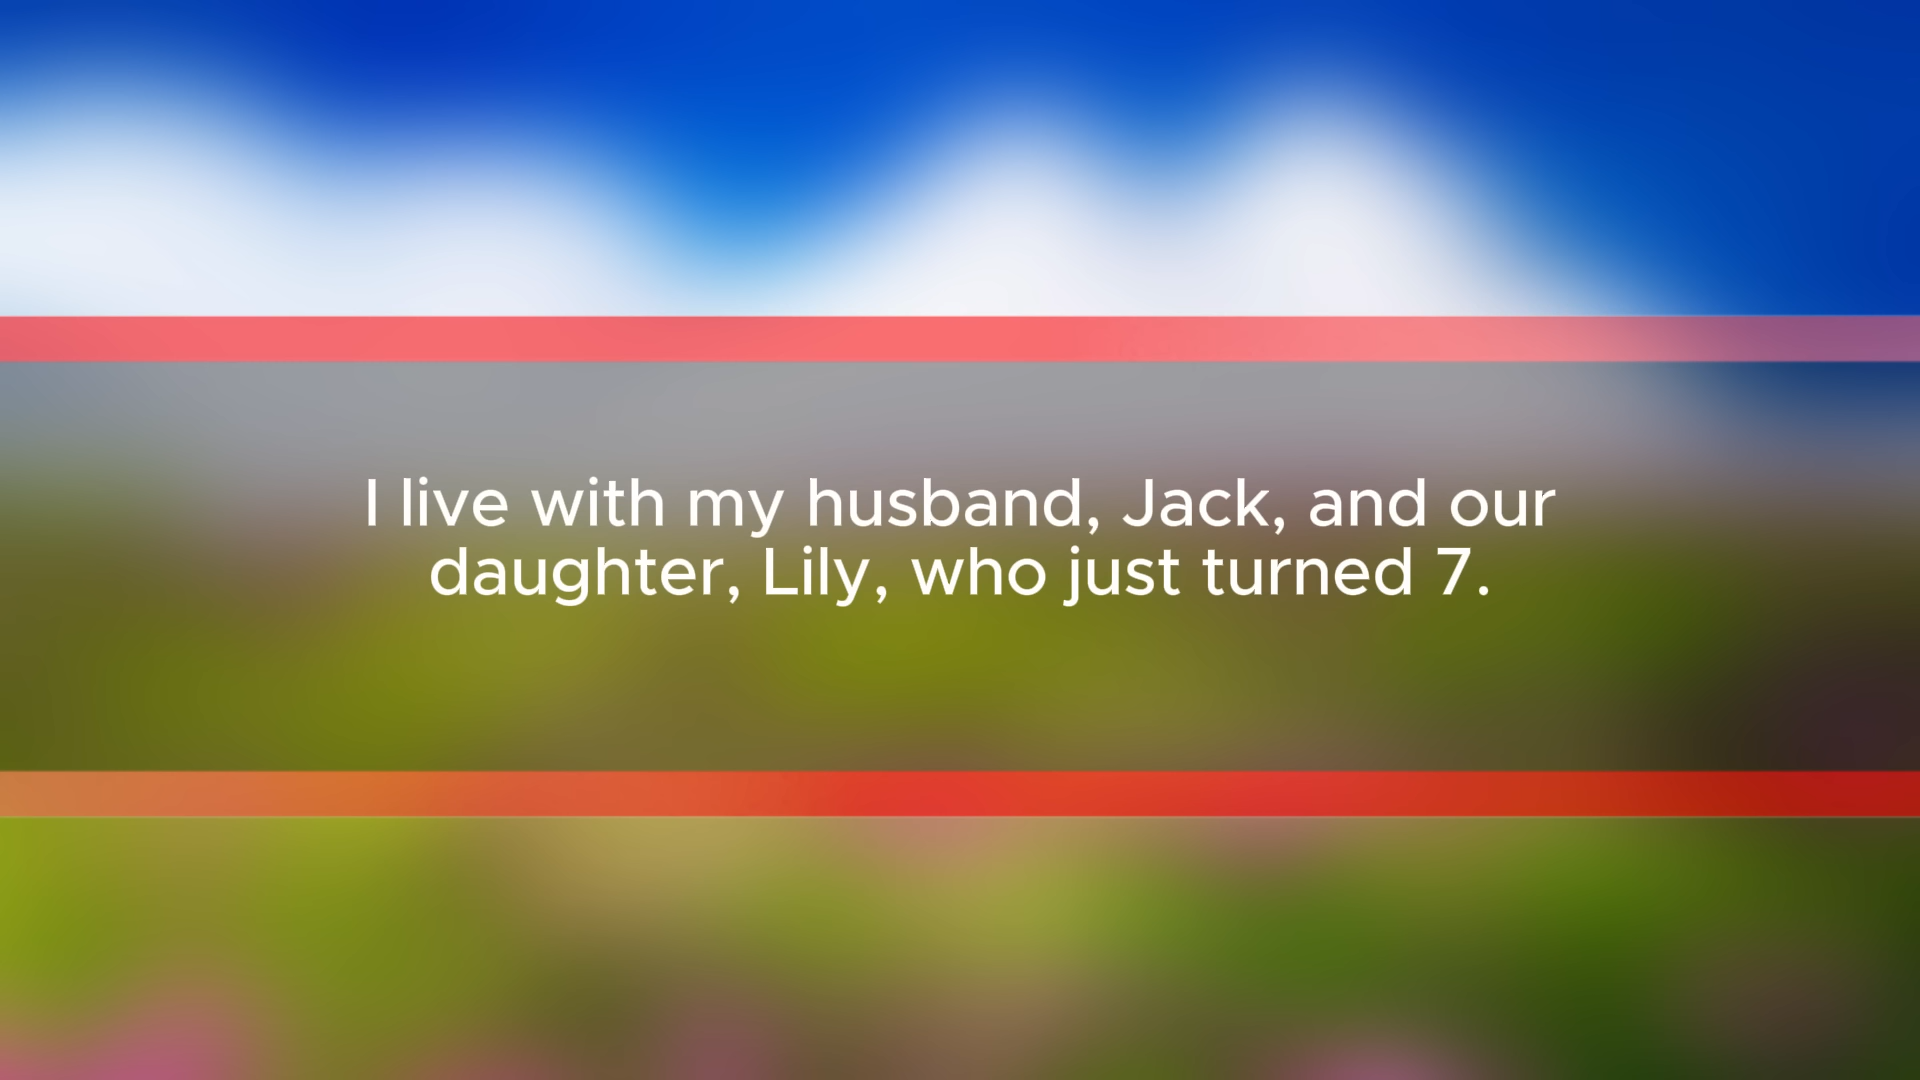 I live with my husband, Jack, and our
daughter, Lily, who just turned 7.